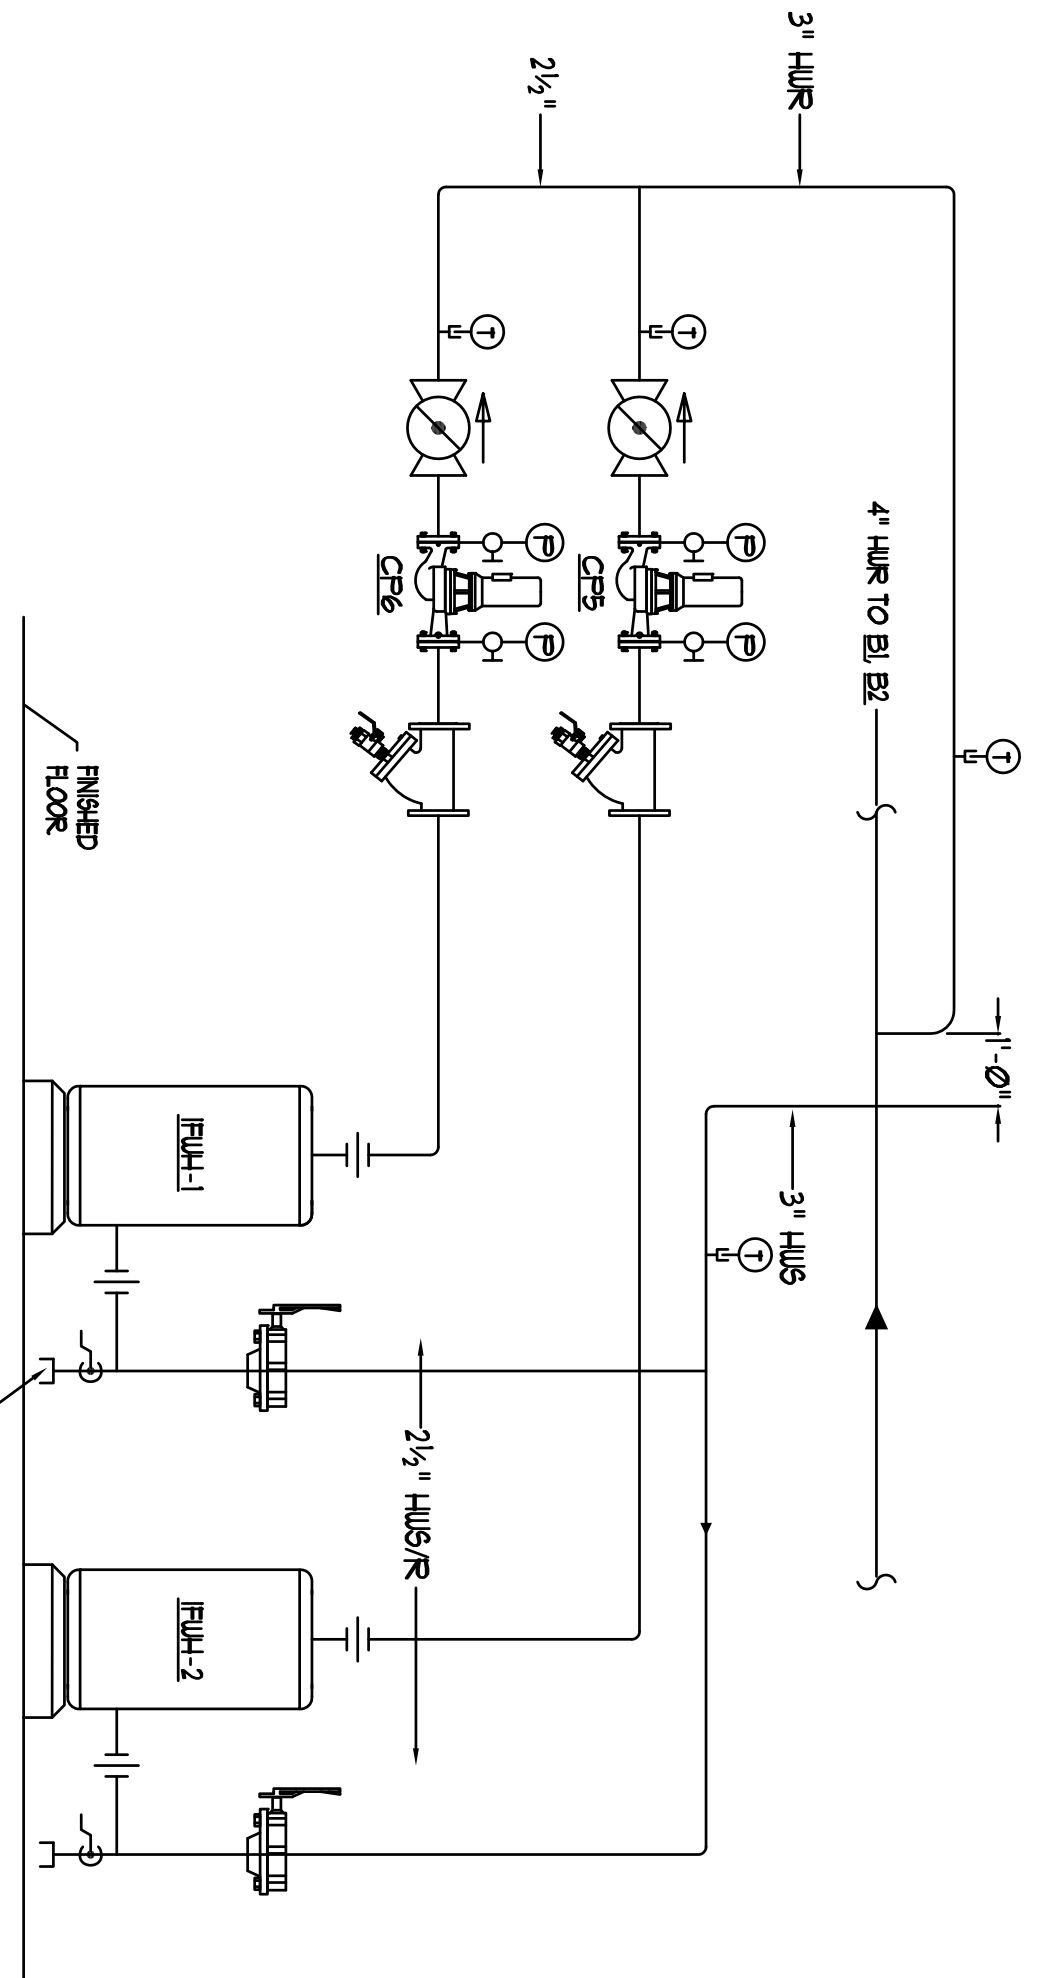 T
1'-0"
4" HWR TO B1, B2
3" HWR
3" HWS
T
P
P
T
CP5
2½"
P
P
T
2½" HWS/R
CP6
IFWH-1
IFWH-2
FINISHED
FLOOR